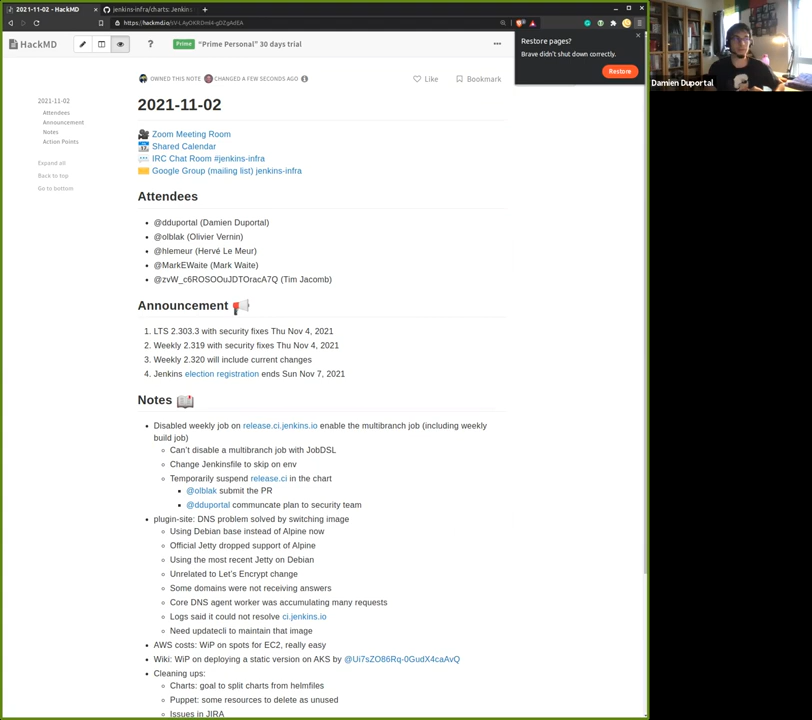 2021-11-02 - HackMD
jenkins-infra/charts: Jenkins
https://hackmd.io/sV-LAyOKRDmH-gDZgAdEA
HackMD
Prime "Prime Personal" 30 days trial
Restore pages?
Brave didn't shut down correctly.
Restore
Damien Duportal
OWNED THIS NOTE CHANGED A FEW SECONDS AGO
Like
Bookmark
2021-11-02
Attendees
Announcement
Notes
Action Points
Expand all
Back to top
Go to bottom
2021-11-02
Zoom Meeting Room
Shared Calendar
IRC Chat Room #jenkins-infra
Google Group (mailing list) jenkins-infra
Attendees
• @dduportal (Damien Duportal)
• @olblak (Olivier Vernin)
• @hlemeur (Hervé Le Meur)
• @MarkEWaite (Mark Waite)
• @zvW_c6ROSOOuJDTOracA7Q (Tim Jacomb)
Announcement
1. LTS 2.303.3 with security fixes Thu Nov 4, 2021
2. Weekly 2.319 with security fixes Thu Nov 4, 2021
3. Weekly 2.320 will include current changes
4. Jenkins election registration ends Sun Nov 7, 2021
Notes
• Disabled weekly job on release.ci.jenkins.io enable the multibranch job (including weekly
build job)
Can't disable a multibranch job with JobDSL
Change Jenkinsfile to skip on env
Temporarily suspend release.ci in the chart
@olblak submit the PR
@dduportal communcate plan to security team
• plugin-site: DNS problem solved by switching image
Using Debian base instead of Alpine now
Official Jetty dropped support of Alpine
Using the most recent Jetty on Debian
Unrelated to Let's Encrypt change
Some domains were not receiving answers
Core DNS agent worker was accumulating many requests
Logs said it could not resolve ci.jenkins.io
Need updatecli to maintain that image
• AWS costs: WiP on spots for EC2, really easy
• Wiki: WiP on deploying a static version on AKS by @Ui7sZO86Rq-0GudX4caAvQ
• Cleaning ups:
Charts: goal to split charts from helmfiles
Puppet: some resources to delete as unused
Issues in JIRA